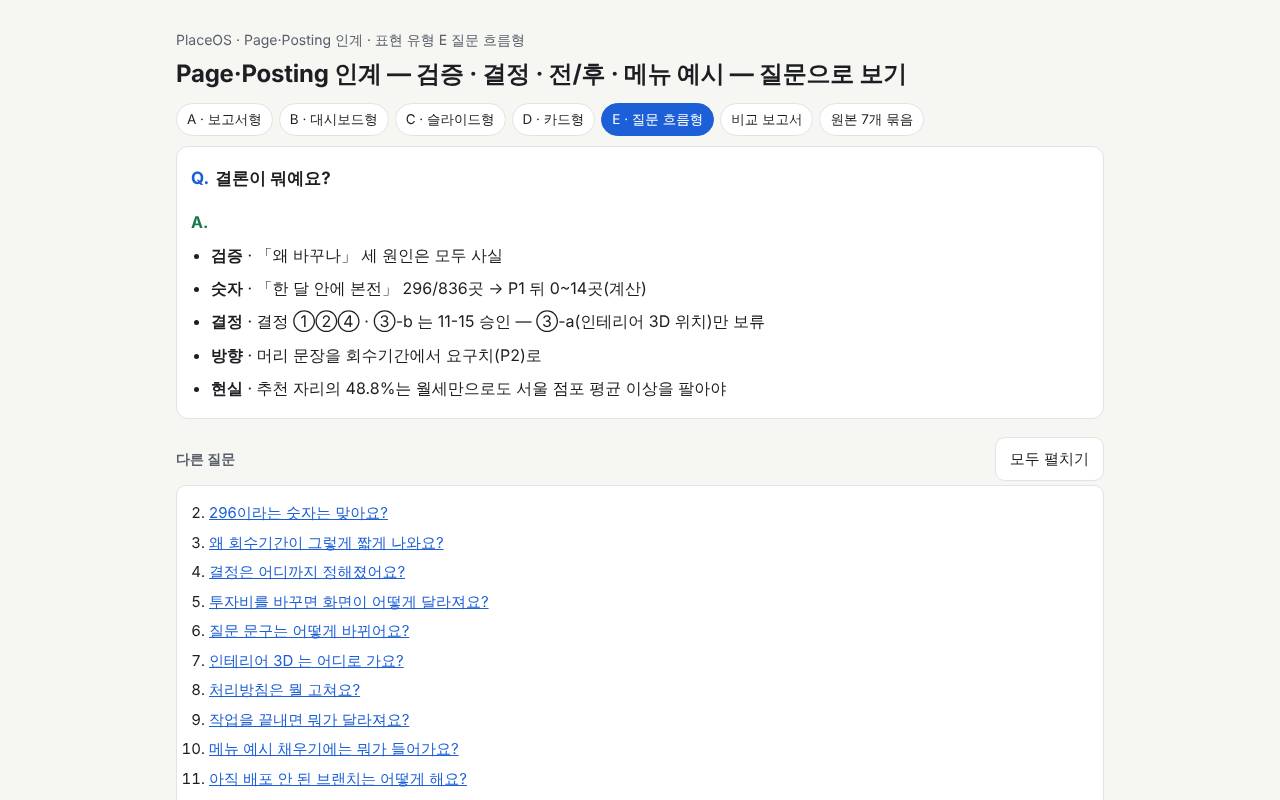 PlaceOS · Page·Posting 인계 · 표현 유형 E 질문 흐름형
Page·Posting 인계 — 검증 · 결정 · 전/후 · 메뉴 예시 — 질문으로 보기
A · 보고서형 B · 대시보드형 C · 슬라이드형 D · 카드형 E · 질문 흐름형 비교 보고서 원본 7개 묶음
Q. 결론이 뭐예요?
A.
• 검증 · 「왜 바꾸나」 세 원인은 모두 사실
• 숫자 · 「한 달 안에 본전」 296/836곳 → P1 뒤 0~14곳(계산)
• 결정 · 결정 ①②④ · ③-b 는 11-15 승인 — ③-a(인테리어 3D 위치)만 보류
• 방향 · 머리 문장을 회수기간에서 요구치(P2)로
• 현실 · 추천 자리의 48.8%는 월세만으로도 서울 점포 평균 이상을 팔아야
다른 질문 모두 펼치기
2. 296이라는 숫자는 맞아요?
3. 왜 회수기간이 그렇게 짧게 나와요?
4. 결정은 어디까지 정해졌어요?
5. 투자비를 바꾸면 화면이 어떻게 달라져요?
6. 질문 문구는 어떻게 바뀌어요?
7. 인테리어 3D 는 어디로 가요?
8. 처리방침은 뭘 고쳐요?
9. 작업을 끝내면 뭐가 달라져요?
10. 메뉴 예시 채우기에는 뭐가 들어가요?
11. 아직 배포 안 된 브랜치는 어떻게 해요?